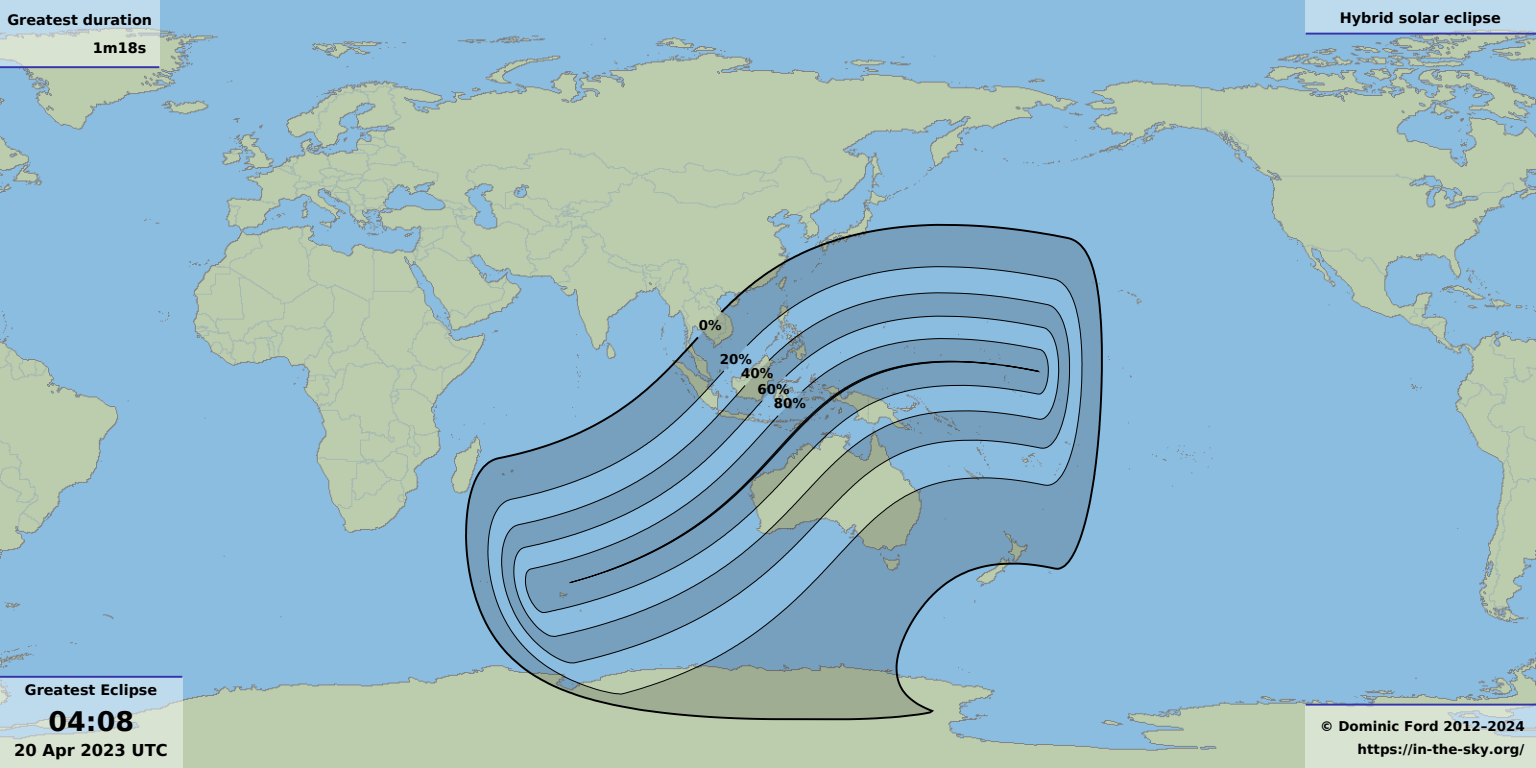 Greatest duration
1m18s
Hybrid solar eclipse
0%
20%
40%
60%
80%
Greatest Eclipse
04:08
20 Apr 2023 UTC
© Dominic Ford 2012–2024
https://in-the-sky.org/